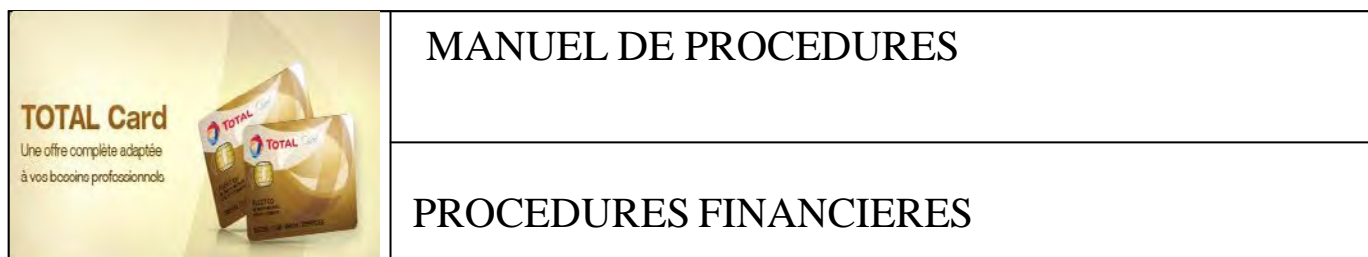 TOTAL Card
Une offre complète adaptée
à vos besoins professionnels
TOTAL
TOTAL
MANUEL DE PROCEDURES
PROCEDURES FINANCIERES